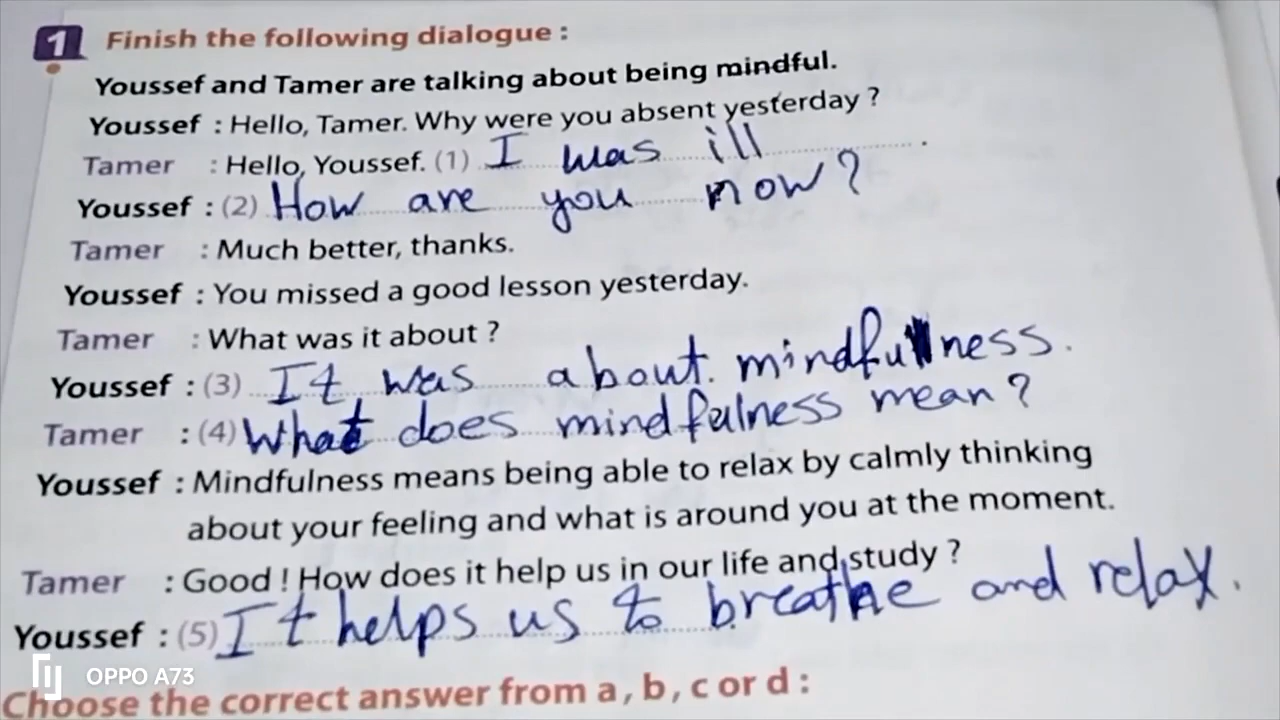 1 Finish the following dialogue :
Youssef and Tamer are talking about being mindful.
Youssef : Hello, Tamer. Why were you absent yesterday ?
Tamer : Hello, Youssef. (1) I was ill .
Youssef : (2) How are you now?
Tamer : Much better, thanks.
Youssef : You missed a good lesson yesterday.
Tamer : What was it about ?
Youssef : (3) It was about mindfulness.
Tamer : (4) What does mindfulness mean?
Youssef : Mindfulness means being able to relax by calmly thinking
about your feeling and what is around you at the moment.
Tamer : Good ! How does it help us in our life and study ?
Youssef : (5) It helps us to breathe and relax.
OPPO A73
Choose the correct answer from a , b , c or d :